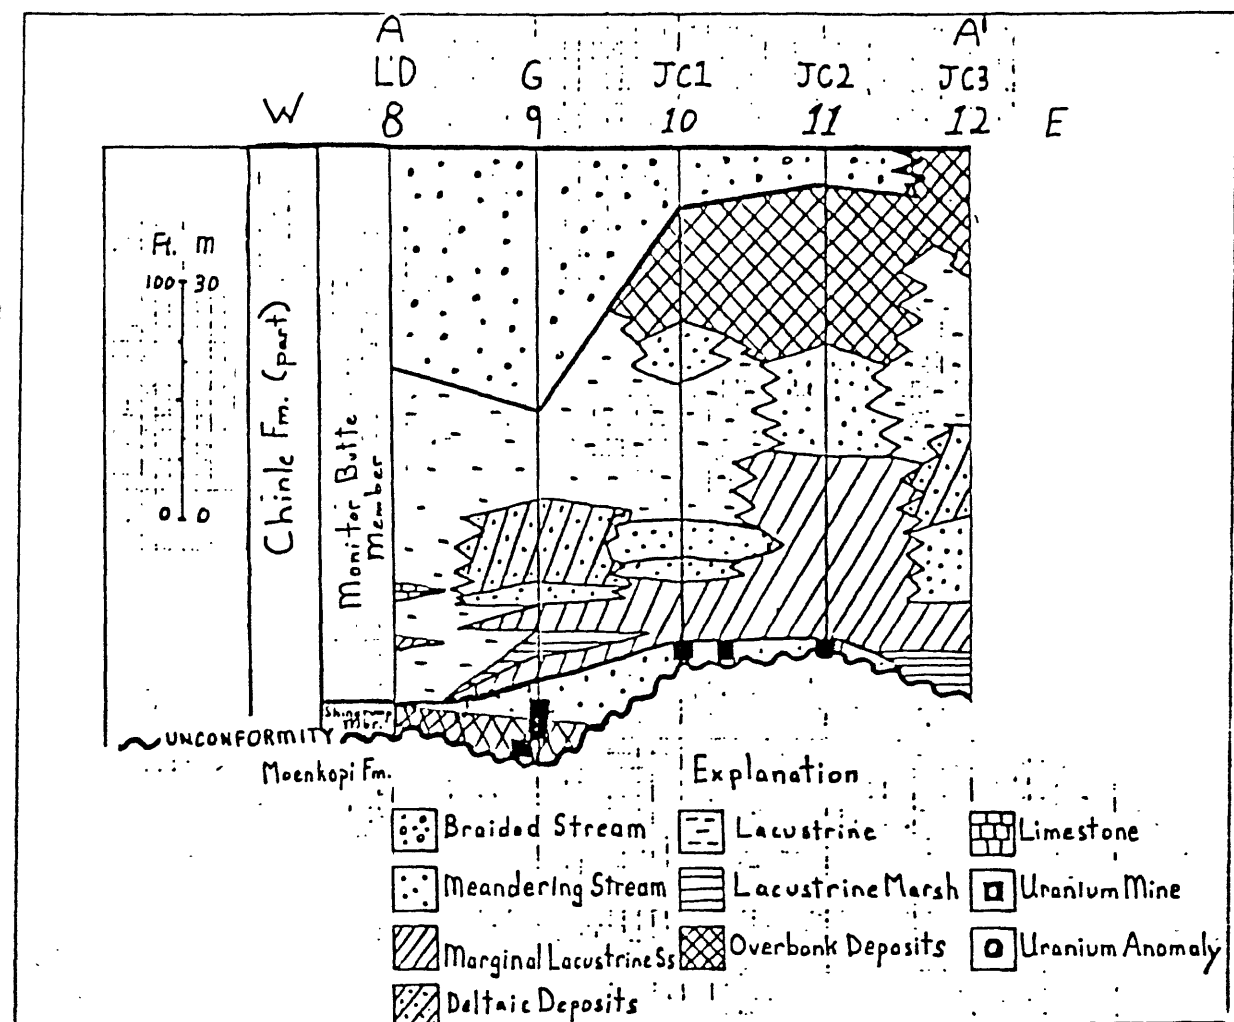 A A'
LD G JC1 JC2 JC3
W 8 9 10 11 12 E
Ft. m
100 30
0 0
Chinle Fm. (part)
Monitor Butte
Member
Shinarump
Mbr.
UNCONFORMITY
Moenkopi Fm.
Explanation
Braided Stream
Lacustrine
Limestone
Meandering Stream
Lacustrine Marsh
Uranium Mine
Marginal Lacustrine Ss
Overbank Deposits
Uranium Anomaly
Deltaic Deposits